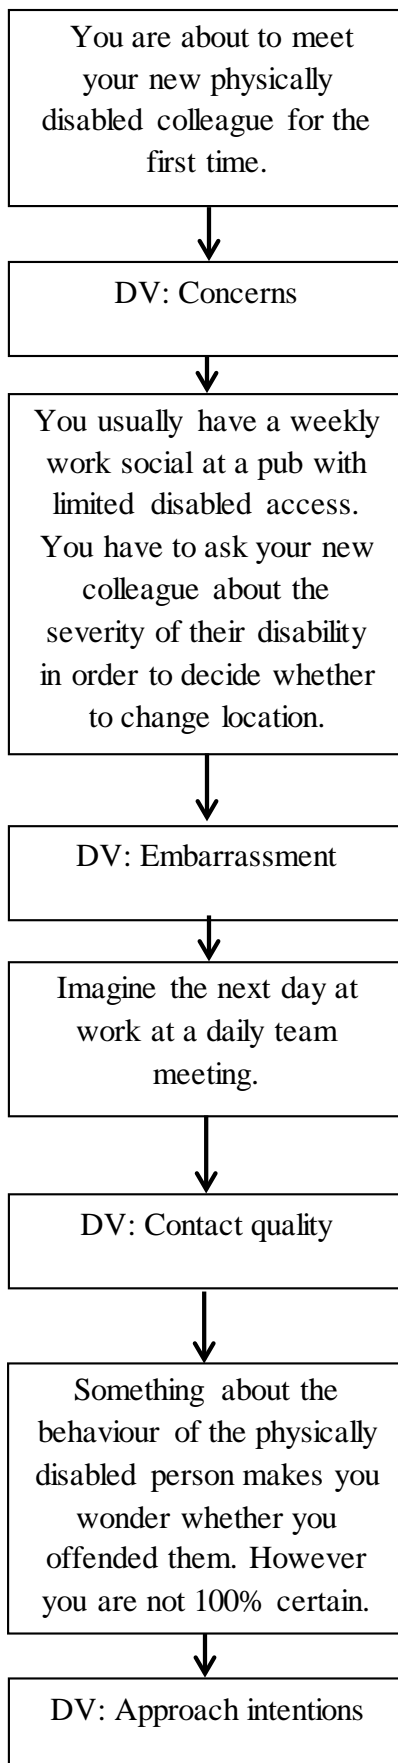 You are about to meet
your new physically
disabled colleague for the
first time.
DV: Concerns
You usually have a weekly
work social at a pub with
limited disabled access.
You have to ask your new
colleague about the
severity of their disability
in order to decide whether
to change location.
DV: Embarrassment
Imagine the next day at
work at a daily team
meeting.
DV: Contact quality
Something about the
behaviour of the physically
disabled person makes you
wonder whether you
offended them. However
you are not 100% certain.
DV: Approach intentions